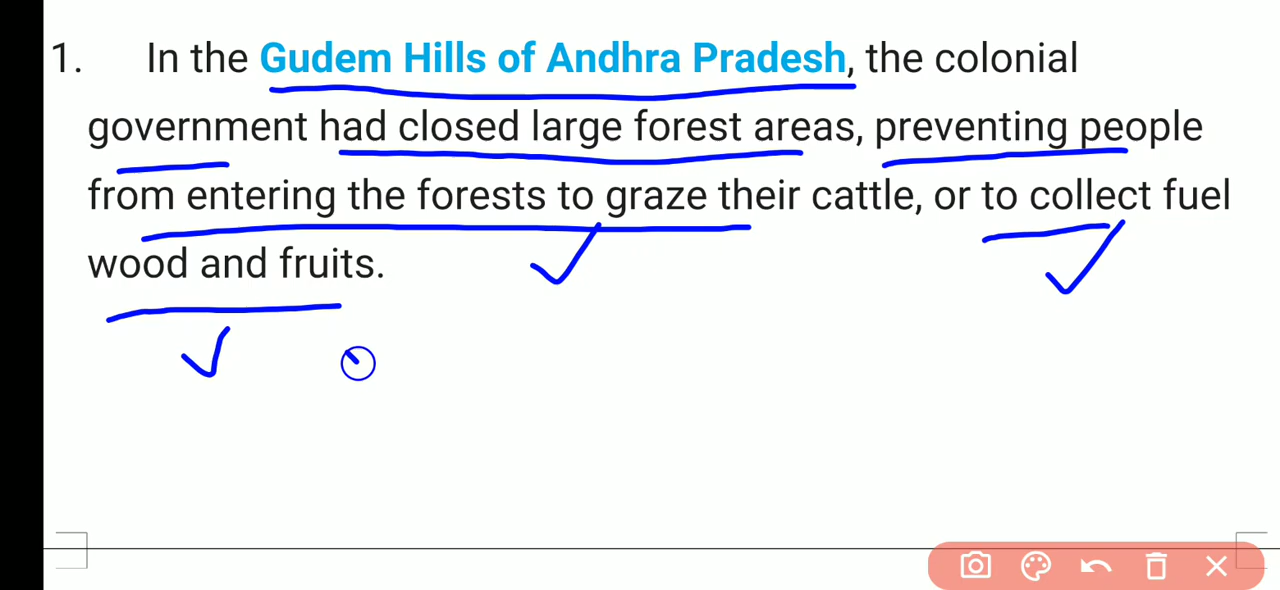 1. In the Gudem Hills of Andhra Pradesh, the colonial
government had closed large forest areas, preventing people
from entering the forests to graze their cattle, or to collect fuel
wood and fruits.